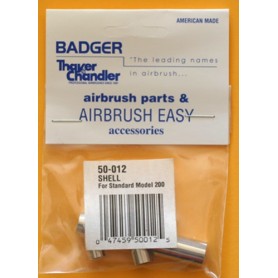 AMERICAN MADE
BADGER
Thayer
Chandler
"The leading names
in airbrush...
airbrush parts &
AIRBRUSH EASY
accessories
50-012
SHELL
For Standard Model 200
0 47459 50012 5